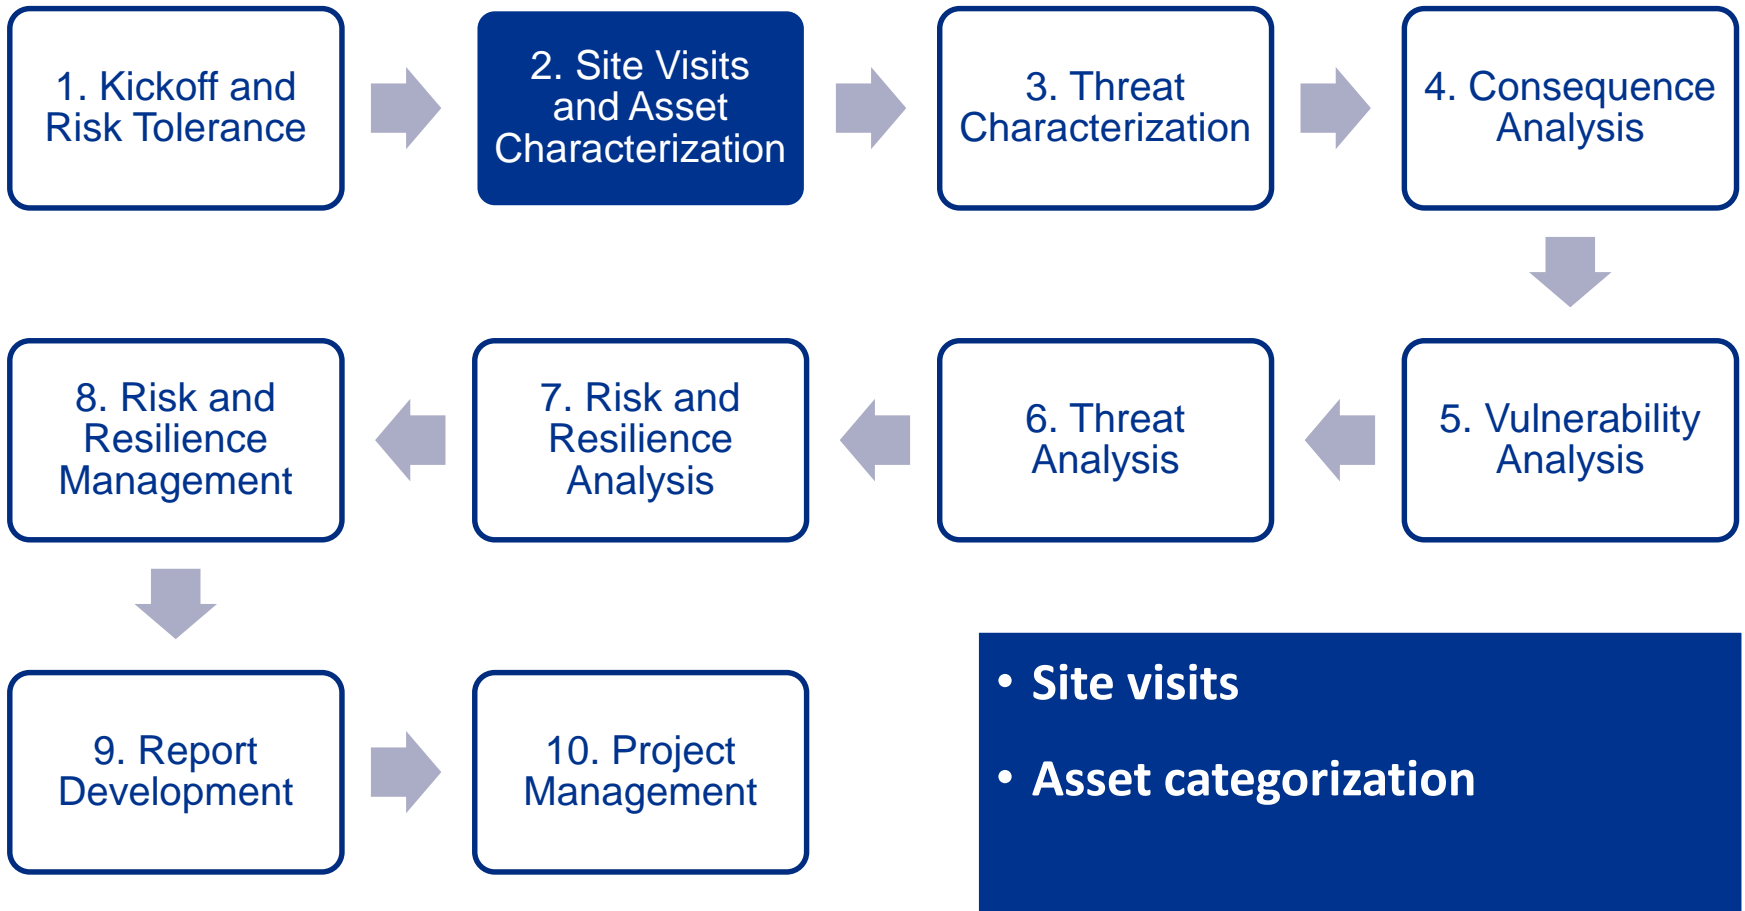 1. Kickoff and
Risk Tolerance
2. Site Visits
and Asset
Characterization
3. Threat
Characterization
4. Consequence
Analysis
5. Vulnerability
Analysis
6. Threat
Analysis
7. Risk and
Resilience
Analysis
8. Risk and
Resilience
Management
9. Report
Development
10. Project
Management
• Site visits
• Asset categorization